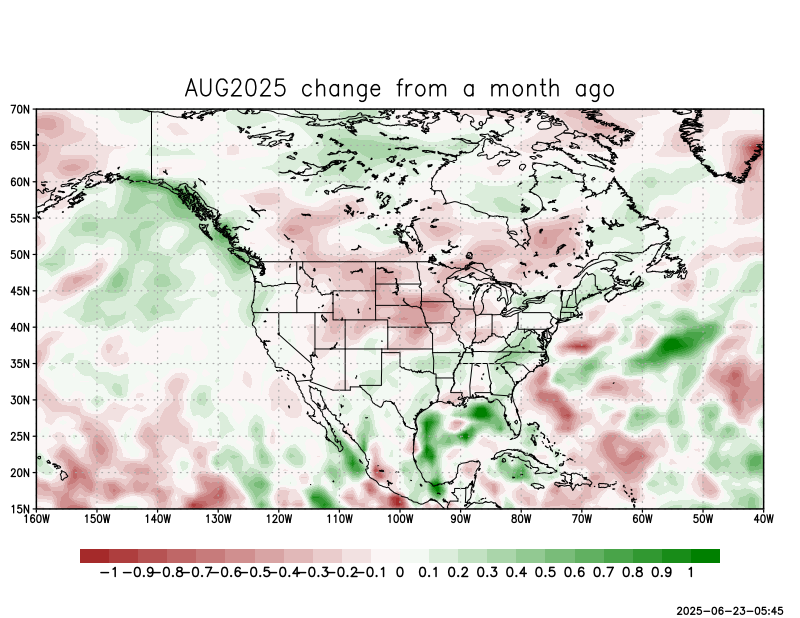 AUG2025 change from a month ago
70N
65N
60N
55N
50N
45N
40N
35N
30N
25N
20N
15N
160W 150W 140W 130W 120W 110W 100W 90W 80W 70W 60W 50W 40W
−1 −0.9 −0.8 −0.7 −0.6 −0.5 −0.4 −0.3 −0.2 −0.1 0 0.1 0.2 0.3 0.4 0.5 0.6 0.7 0.8 0.9 1
2025−06−23−05:45